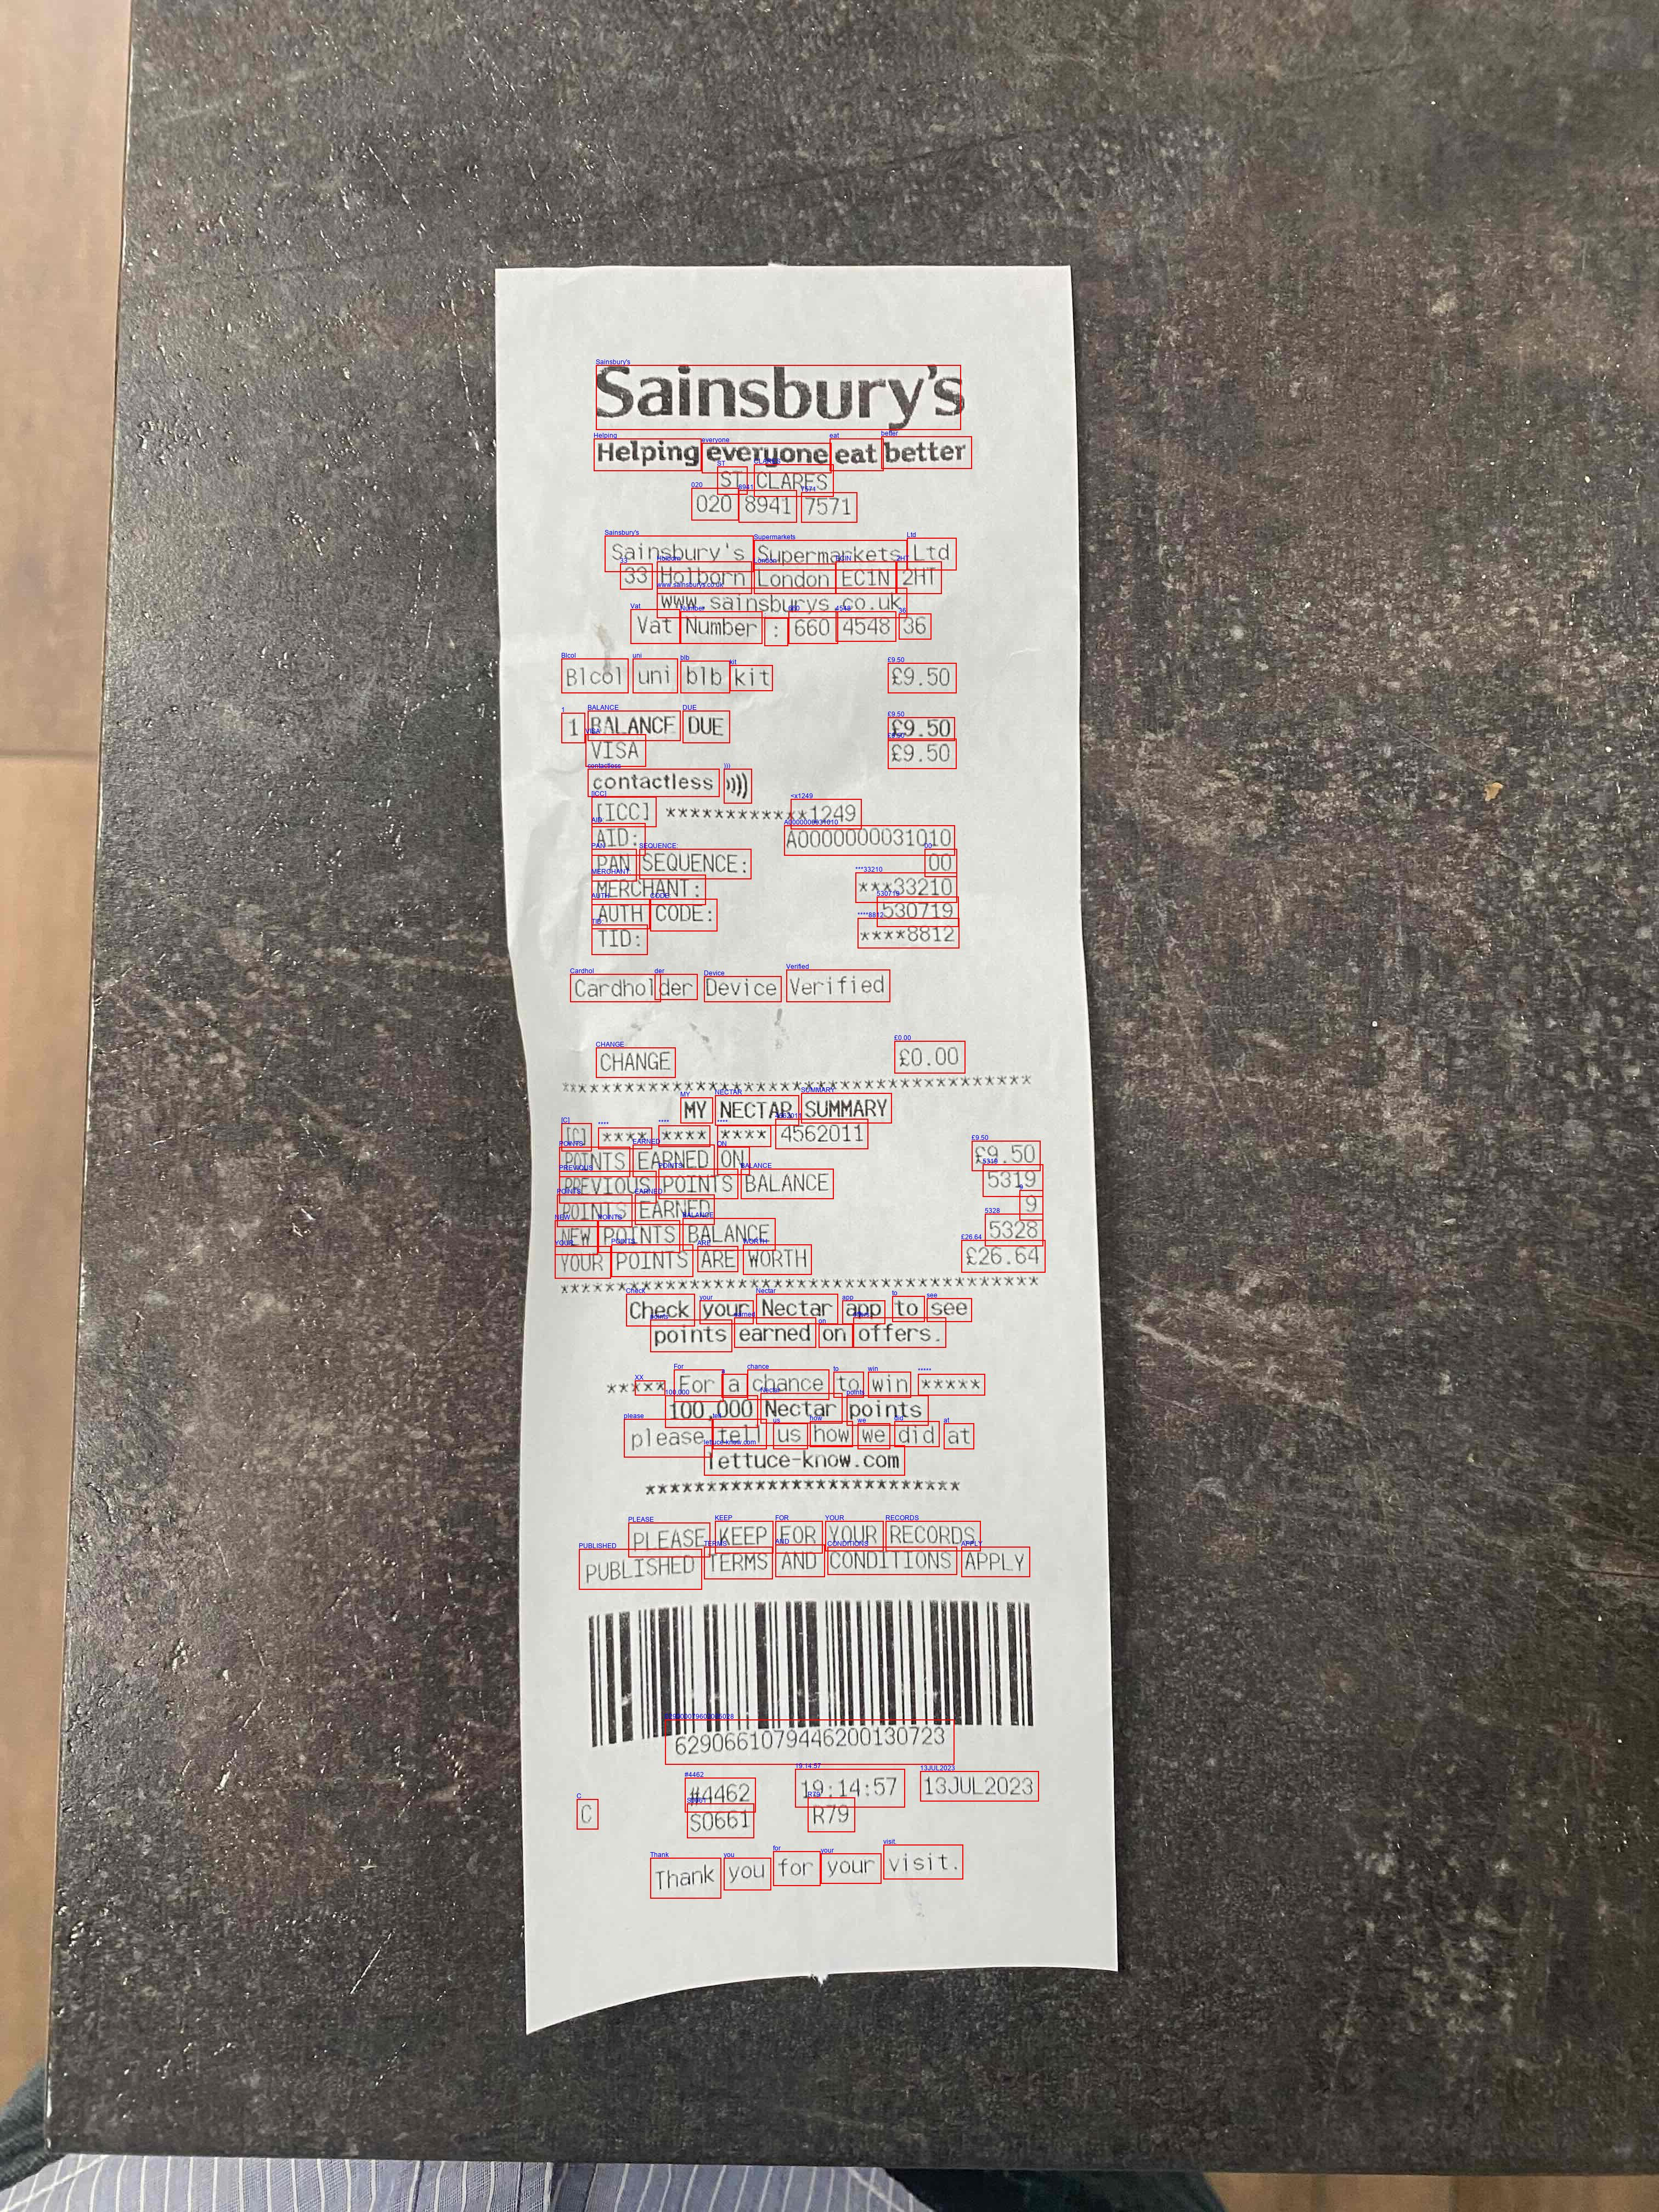 Sainsbury's
Helping everyone eat better
ST CLARES
020 8941 7571
Sainsbury's Supermarkets Ltd
33 Holborn London EC1N 2HT
www.sainsburys.co.uk
Vat Number : 660 4548 36
Blcol uni blb kit £9.50
1 BALANCE DUE £9.50
VISA £9.50
contactless ))))
[ICC] ************1249
AID: A0000000031010
PAN SEQUENCE: 00
MERCHANT: ***33210
AUTH CODE: 530719
TID: ****8812
Cardholder Device Verified
CHANGE £0.00
MY NECTAR SUMMARY
[C] **** **** **** 4562011
POINTS EARNED ON £9.50
PREVIOUS POINTS BALANCE 5319
POINTS EARNED 9
NEW POINTS BALANCE 5328
YOUR POINTS ARE WORTH £26.64
Check your Nectar app to see
points earned on offers.
***** For a chance to win *****
100,000 Nectar points
please tell us how we did at
lettuce-know.com
PLEASE KEEP FOR YOUR RECORDS
PUBLISHED TERMS AND CONDITIONS APPLY
6290661079446200130723
#4462 19:14:57 13JUL2023
C S0661 R79
Thank you for your visit.